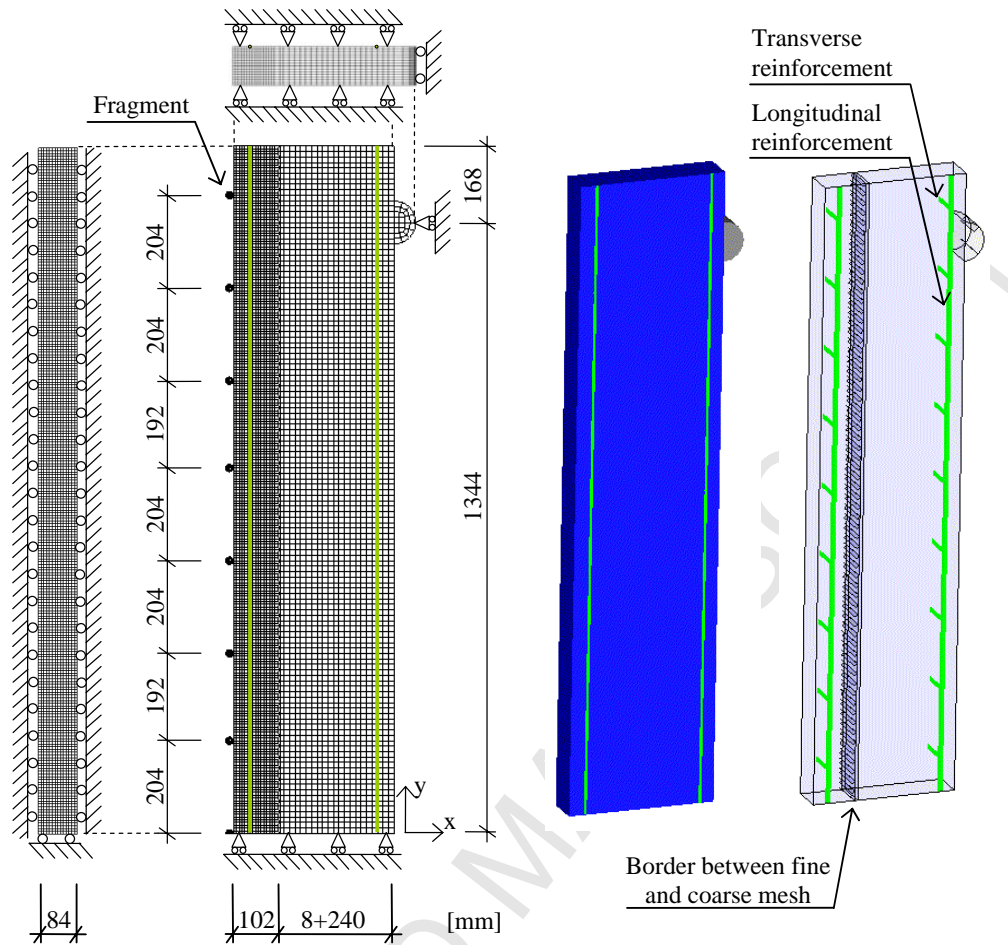 Fragment
Transverse
reinforcement
Longitudinal
reinforcement
168
204
204
192
204
204
192
204
1344
y
x
Border between fine
and coarse mesh
84
102
8+240
[mm]